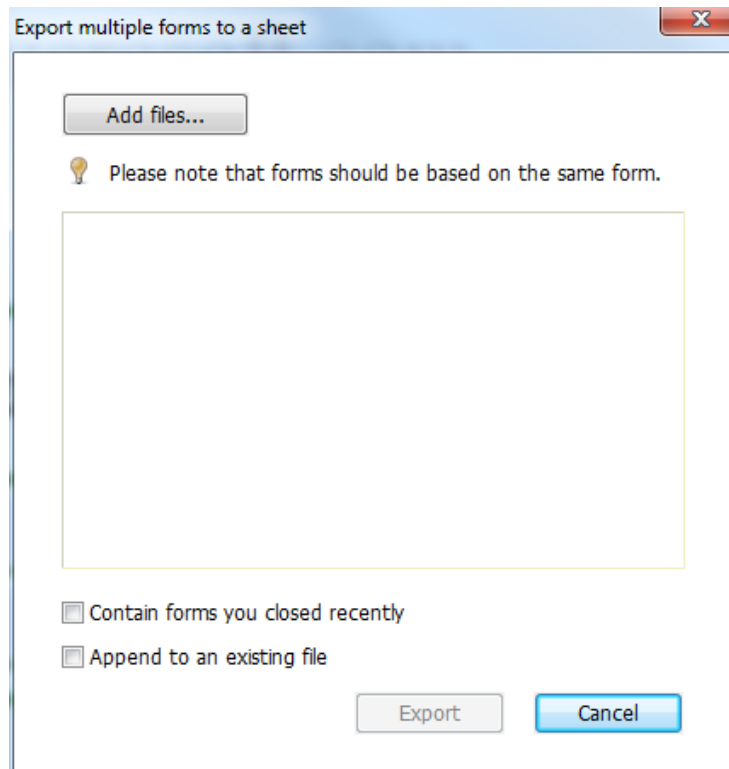 Export multiple forms to a sheet
Add files...
Please note that forms should be based on the same form.
Contain forms you closed recently
Append to an existing file
Export
Cancel